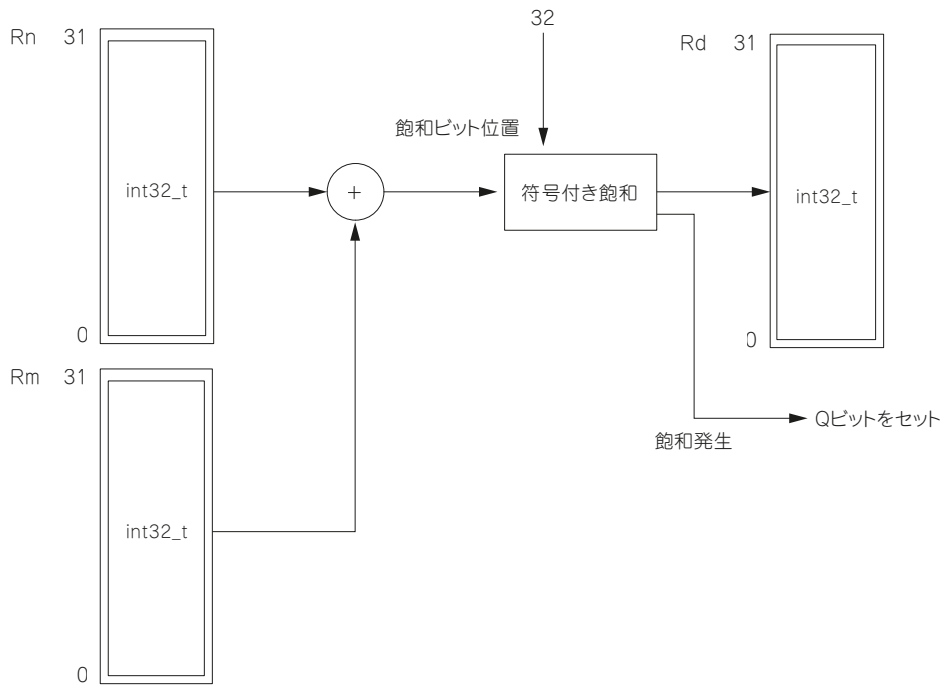 32
Rn 31
Rd 31
飽和ビット位置
int32_t
+
符号付き飽和
int32_t
0
0
Rm 31
Qビットをセット
飽和発生
int32_t
0